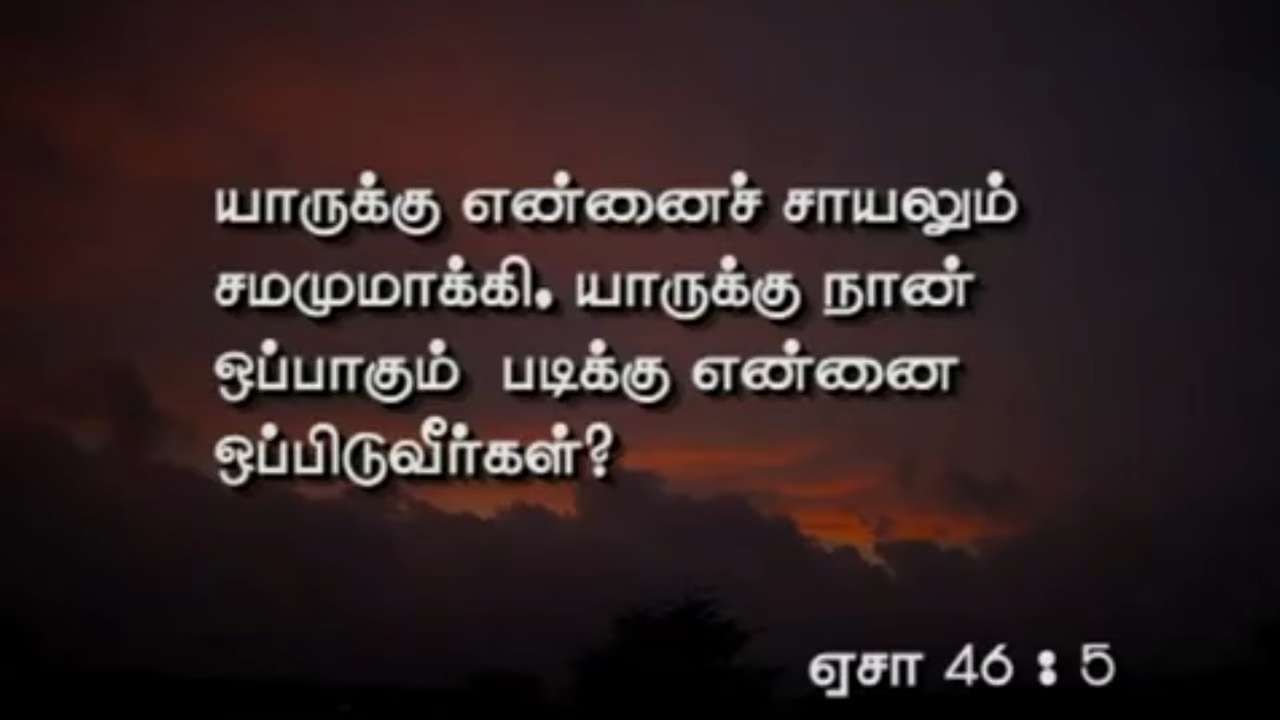 யாருக்கு என்னைச் சாயலும்
சமமுமாக்கி. யாருக்கு நான்
ஒப்பாகும் படிக்கு என்னை
ஒப்பிடுவீர்கள்?
ஏசா 46 : 5